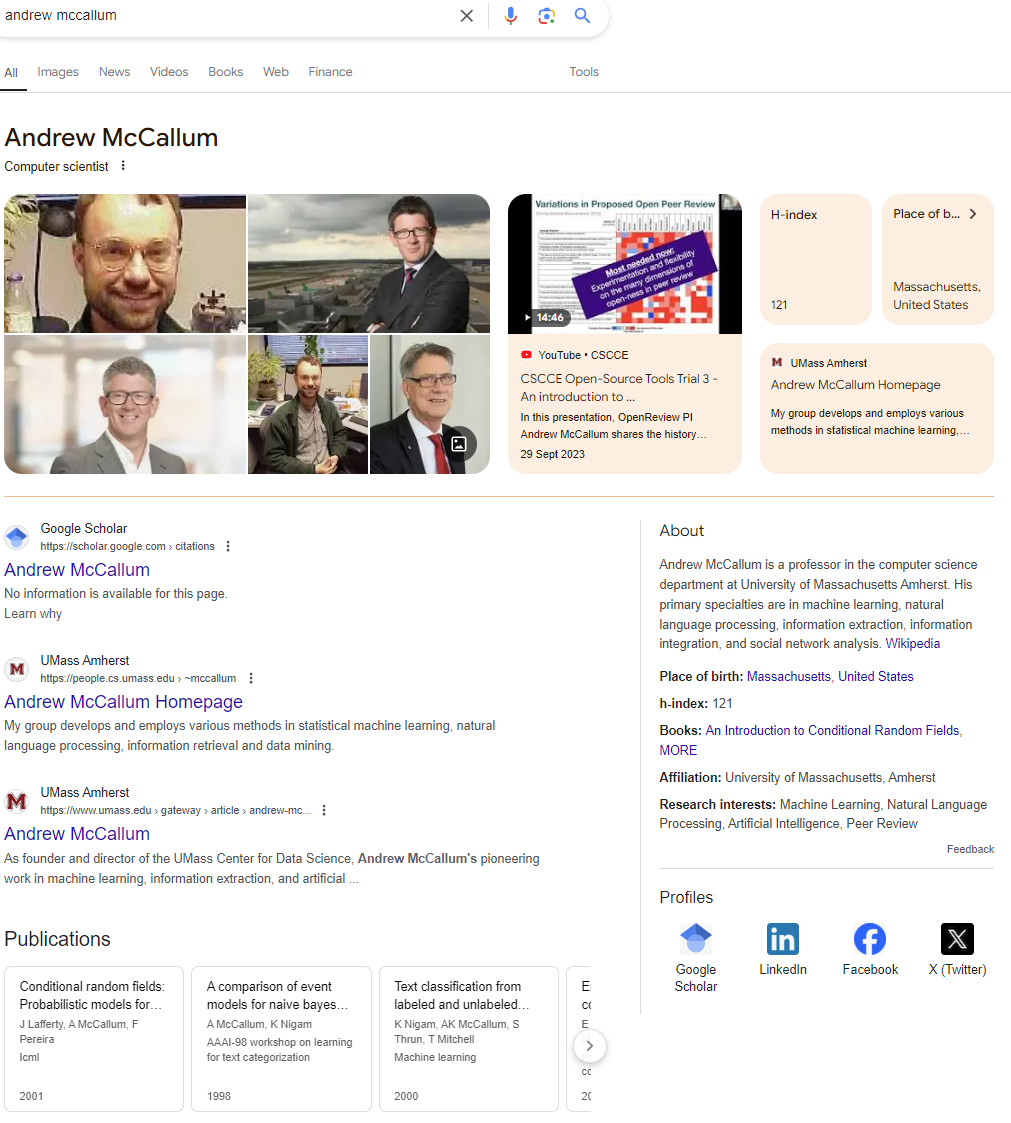 andrew mccallum
All Images News Videos Books Web Finance Tools
Andrew McCallum
Computer scientist
Variations in Proposed Open Peer Review
Most needed now:
Experimentation and flexibility
on the many dimensions of
open-ness in peer review
14:46
YouTube • CSCCE
CSCCE Open-Source Tools Trial 3 -
An introduction to ...
In this presentation, OpenReview PI
Andrew McCallum shares the history…
29 Sept 2023
H-index
121
Place of b...
Massachusetts,
United States
UMass Amherst
Andrew McCallum Homepage
My group develops and employs various
methods in statistical machine learning,…
Google Scholar
https://scholar.google.com › citations
Andrew McCallum
No information is available for this page.
Learn why
UMass Amherst
https://people.cs.umass.edu › ~mccallum
Andrew McCallum Homepage
My group develops and employs various methods in statistical machine learning, natural
language processing, information retrieval and data mining.
UMass Amherst
https://www.umass.edu › gateway › article › andrew-mc...
Andrew McCallum
As founder and director of the UMass Center for Data Science, Andrew McCallum's pioneering
work in machine learning, information extraction, and artificial ...
Publications
Conditional random fields:
Probabilistic models for…
J Lafferty, A McCallum, F
Pereira
Icml
2001
A comparison of event
models for naive bayes…
A McCallum, K Nigam
AAAI-98 workshop on learning
for text categorization
1998
Text classification from
labeled and unlabeled…
K Nigam, AK McCallum, S
Thrun, T Mitchell
Machine learning
2000
About
Andrew McCallum is a professor in the computer science
department at University of Massachusetts Amherst. His
primary specialties are in machine learning, natural
language processing, information extraction, information
integration, and social network analysis. Wikipedia
Place of birth: Massachusetts, United States
h-index: 121
Books: An Introduction to Conditional Random Fields,
MORE
Affiliation: University of Massachusetts, Amherst
Research interests: Machine Learning, Natural Language
Processing, Artificial Intelligence, Peer Review
Feedback
Profiles
Google
Scholar
LinkedIn
Facebook
X (Twitter)